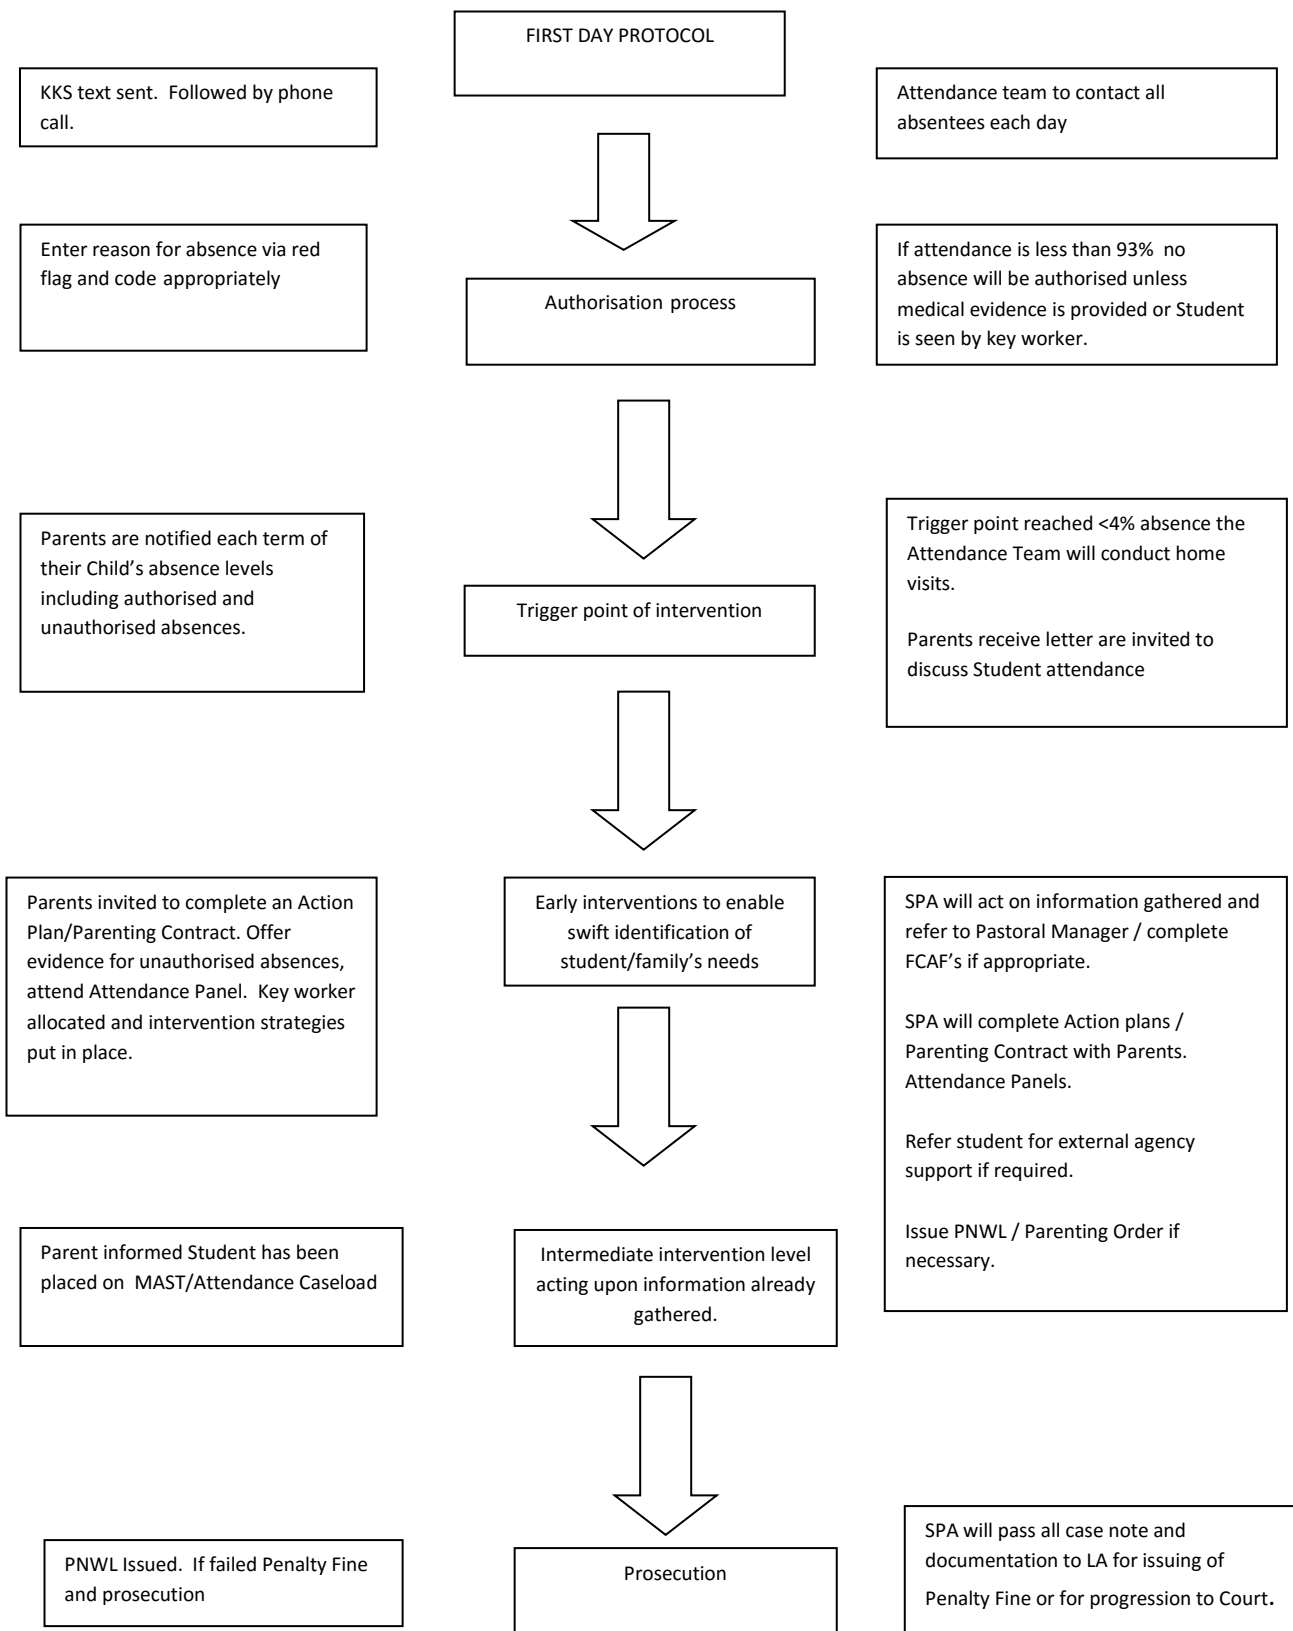 FIRST DAY PROTOCOL
KKS text sent. Followed by phone
call.
Attendance team to contact all
absentees each day
Enter reason for absence via red
flag and code appropriately
Authorisation process
If attendance is less than 93% no
absence will be authorised unless
medical evidence is provided or Student
is seen by key worker.
Parents are notified each term of
their Child’s absence levels
including authorised and
unauthorised absences.
Trigger point of intervention
Trigger point reached <4% absence the
Attendance Team will conduct home
visits.
Parents receive letter are invited to
discuss Student attendance
Parents invited to complete an Action
Plan/Parenting Contract. Offer
evidence for unauthorised absences,
attend Attendance Panel. Key worker
allocated and intervention strategies
put in place.
Early interventions to enable
swift identification of
student/family’s needs
SPA will act on information gathered and
refer to Pastoral Manager / complete
FCAF’s if appropriate.
SPA will complete Action plans /
Parenting Contract with Parents.
Attendance Panels.
Refer student for external agency
support if required.
Issue PNWL / Parenting Order if
necessary.
Parent informed Student has been
placed on MAST/Attendance Caseload
Intermediate intervention level
acting upon information already
gathered.
PNWL Issued. If failed Penalty Fine
and prosecution
Prosecution
SPA will pass all case note and
documentation to LA for issuing of
Penalty Fine or for progression to Court.